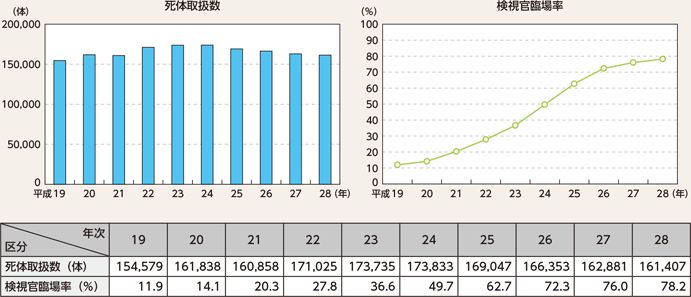 死体取扱数
(体)
200,000
150,000
100,000
50,000
0
平成19 20 21 22 23 24 25 26 27 28 (年)
検視官臨場率
(%)
100
90
80
70
60
50
40
30
20
10
0
平成19 20 21 22 23 24 25 26 27 28 (年)
区分 年次 19 20 21 22 23 24 25 26 27 28
死体取扱数（体） 154,579 161,838 160,858 171,025 173,735 173,833 169,047 166,353 162,881 161,407
検視官臨場率（%） 11.9 14.1 20.3 27.8 36.6 49.7 62.7 72.3 76.0 78.2